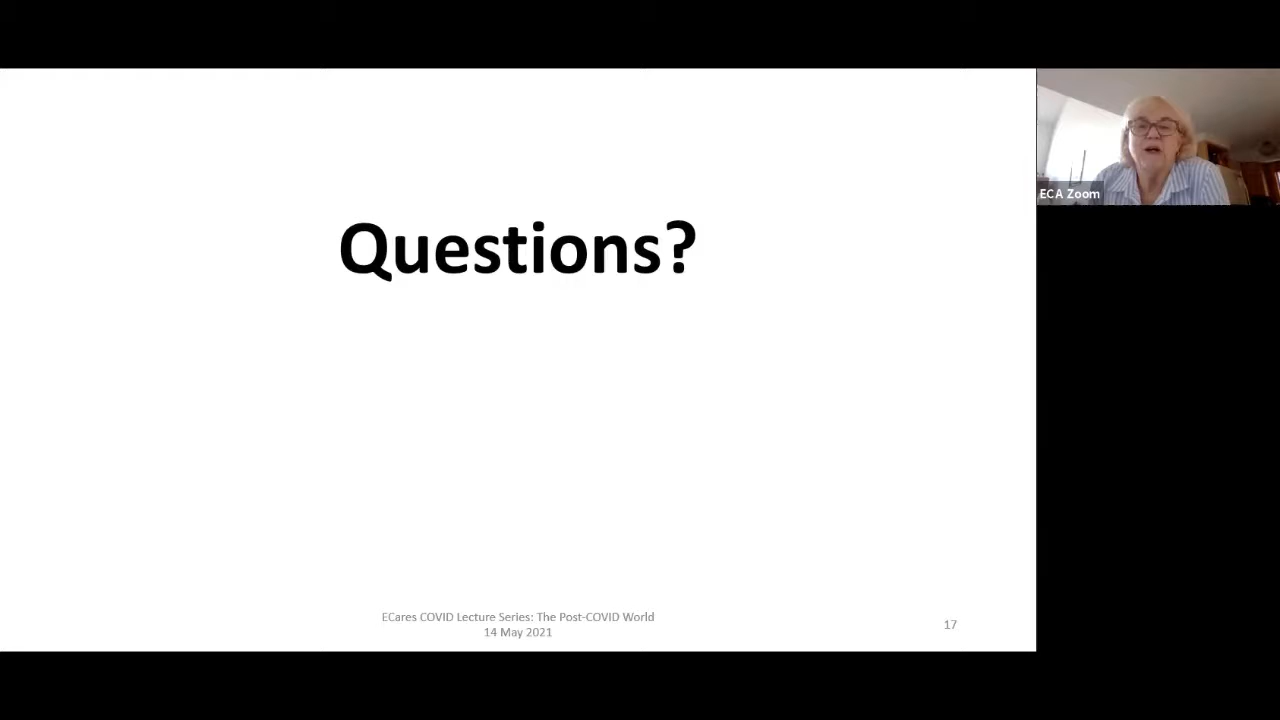 Questions?
ECA Zoom
ECares COVID Lecture Series: The Post-COVID World
14 May 2021
17